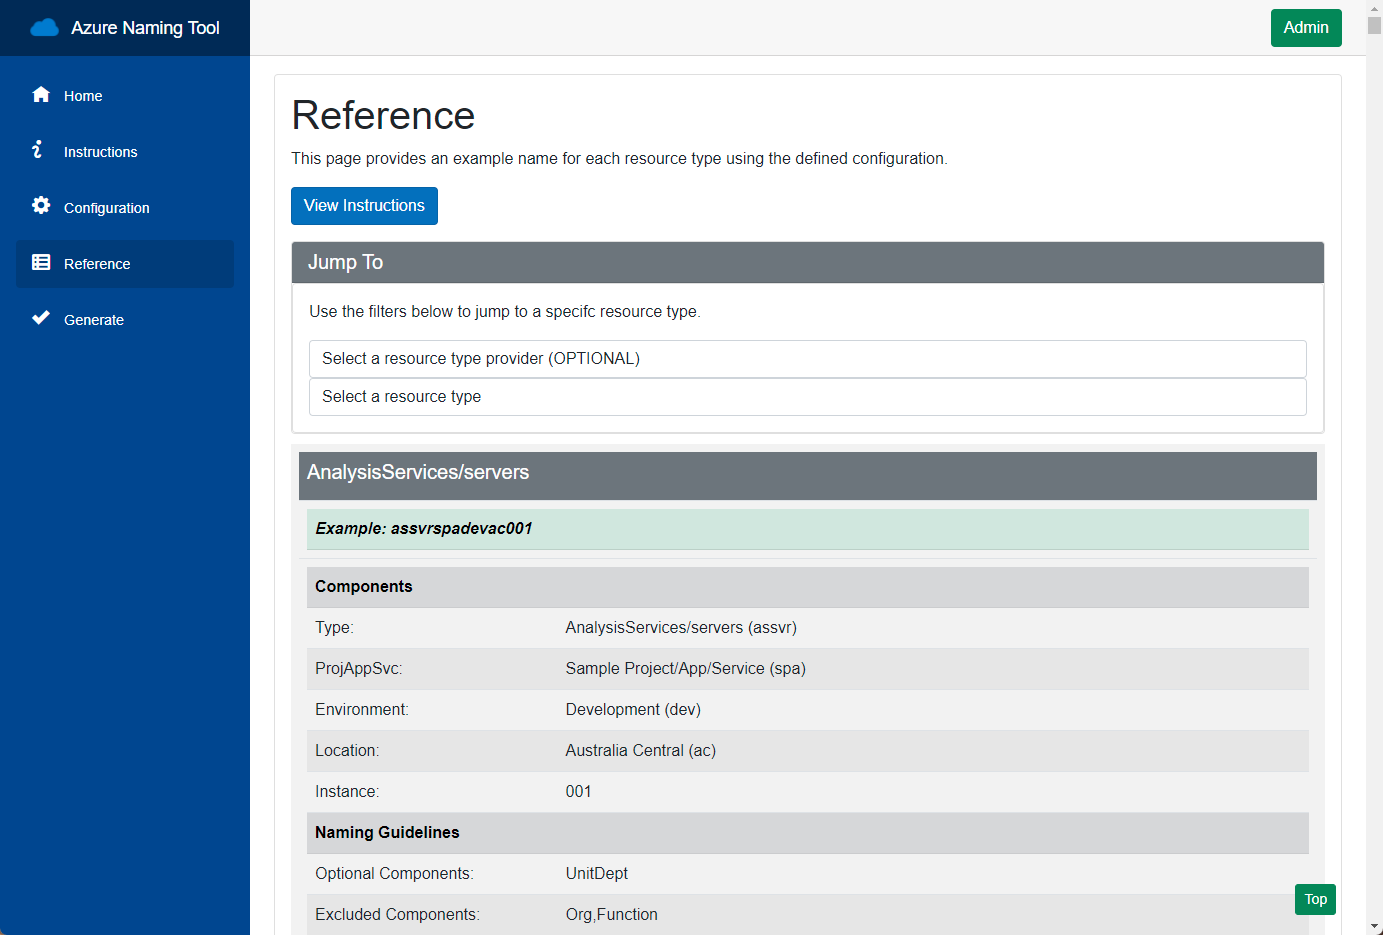 Azure Naming Tool
Admin
Home
Instructions
Configuration
Reference
Generate
Reference
This page provides an example name for each resource type using the defined configuration.
View Instructions
Jump To
Use the filters below to jump to a specifc resource type.
Select a resource type provider (OPTIONAL)
Select a resource type
AnalysisServices/servers
Example: assvrspadevac001
Components
Type: AnalysisServices/servers (assvr)
ProjAppSvc: Sample Project/App/Service (spa)
Environment: Development (dev)
Location: Australia Central (ac)
Instance: 001
Naming Guidelines
Optional Components: UnitDept
Excluded Components: Org,Function
Top